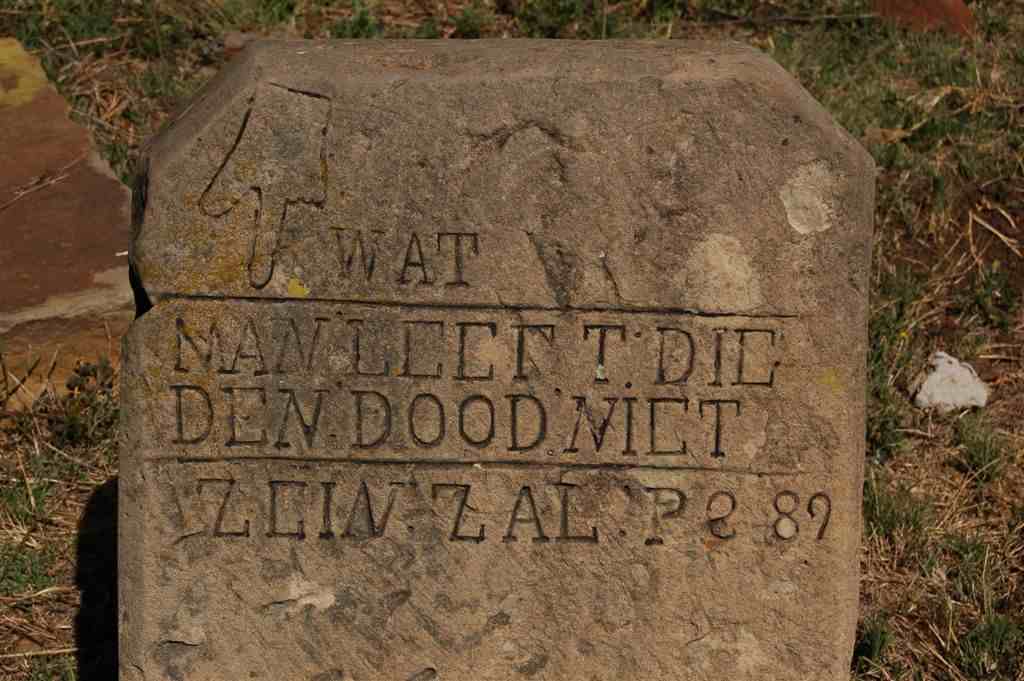 WAT
MAN LEEFT. DIE
DEN. DOOD. NIET
ZEIN. ZAL. Ps 89